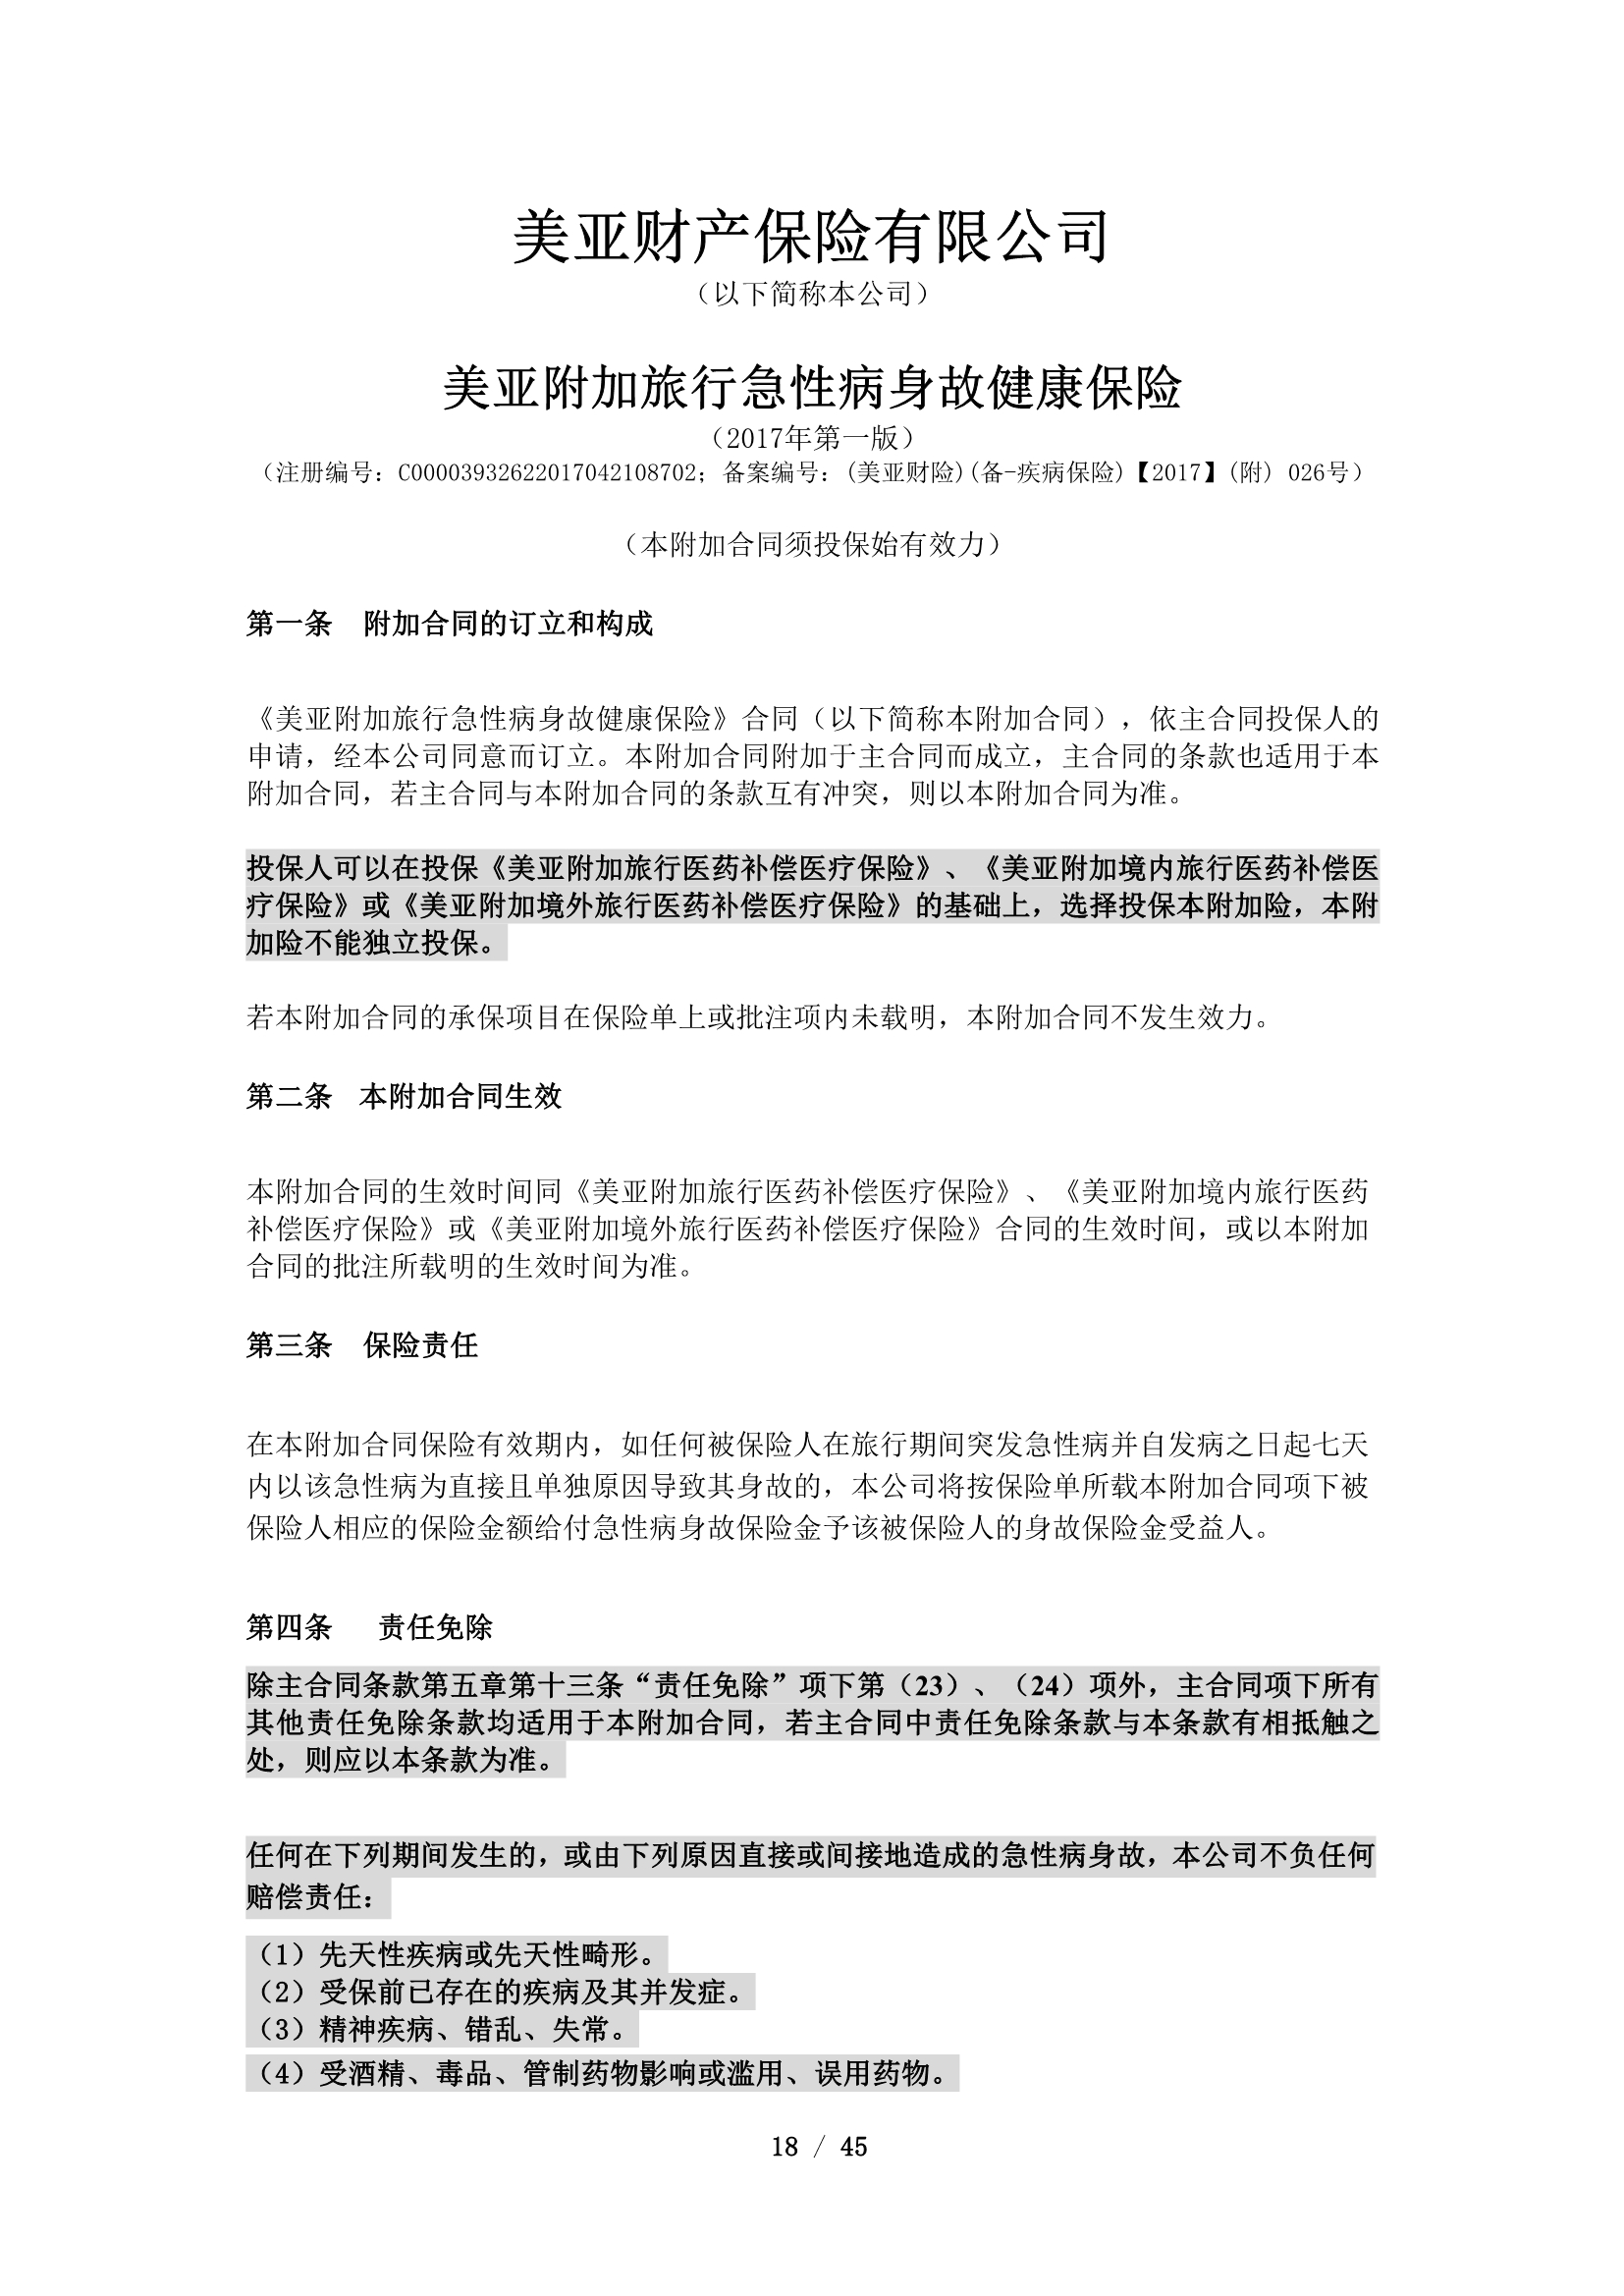 美亚财产保险有限公司
（以下简称本公司）
美亚附加旅行急性病身故健康保险
（2017年第一版）
（注册编号：C00003932622017042108702；备案编号：(美亚财险)(备-疾病保险)【2017】(附) 026号）
（本附加合同须投保始有效力）
第一条 附加合同的订立和构成
《美亚附加旅行急性病身故健康保险》合同（以下简称本附加合同），依主合同投保人的
申请，经本公司同意而订立。本附加合同附加于主合同而成立，主合同的条款也适用于本
附加合同，若主合同与本附加合同的条款互有冲突，则以本附加合同为准。
投保人可以在投保《美亚附加旅行医药补偿医疗保险》、《美亚附加境内旅行医药补偿医
疗保险》或《美亚附加境外旅行医药补偿医疗保险》的基础上，选择投保本附加险，本附
加险不能独立投保。
若本附加合同的承保项目在保险单上或批注项内未载明，本附加合同不发生效力。
第二条 本附加合同生效
本附加合同的生效时间同《美亚附加旅行医药补偿医疗保险》、《美亚附加境内旅行医药
补偿医疗保险》或《美亚附加境外旅行医药补偿医疗保险》合同的生效时间，或以本附加
合同的批注所载明的生效时间为准。
第三条 保险责任
在本附加合同保险有效期内，如任何被保险人在旅行期间突发急性病并自发病之日起七天
内以该急性病为直接且单独原因导致其身故的，本公司将按保险单所载本附加合同项下被
保险人相应的保险金额给付急性病身故保险金予该被保险人的身故保险金受益人。
第四条 责任免除
除主合同条款第五章第十三条“责任免除”项下第（23）、（24）项外，主合同项下所有
其他责任免除条款均适用于本附加合同，若主合同中责任免除条款与本条款有相抵触之
处，则应以本条款为准。
任何在下列期间发生的，或由下列原因直接或间接地造成的急性病身故，本公司不负任何
赔偿责任：
（1）先天性疾病或先天性畸形。
（2）受保前已存在的疾病及其并发症。
（3）精神疾病、错乱、失常。
（4）受酒精、毒品、管制药物影响或滥用、误用药物。
18 / 45